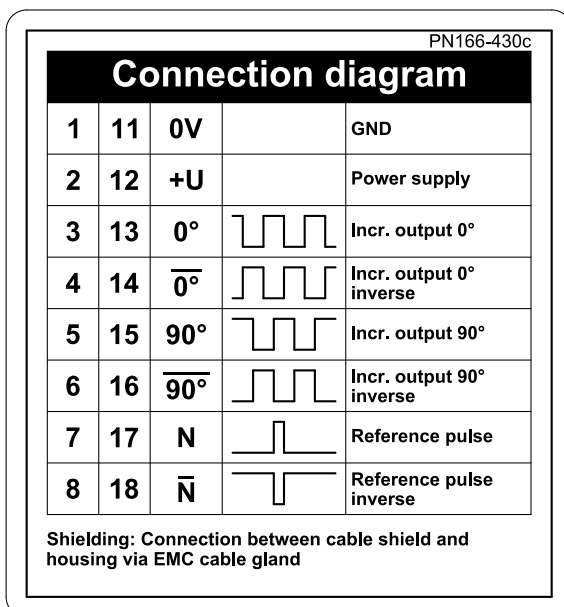 PN166-430c
Connection diagram
1 11 0V GND
2 12 +U Power supply
3 13 0° Incr. output 0°
4 14 0̅°̅ Incr. output 0°
inverse
5 15 90° Incr. output 90°
6 16 9̅0̅°̅ Incr. output 90°
inverse
7 17 N Reference pulse
8 18 N̅ Reference pulse
inverse
Shielding: Connection between cable shield and
housing via EMC cable gland